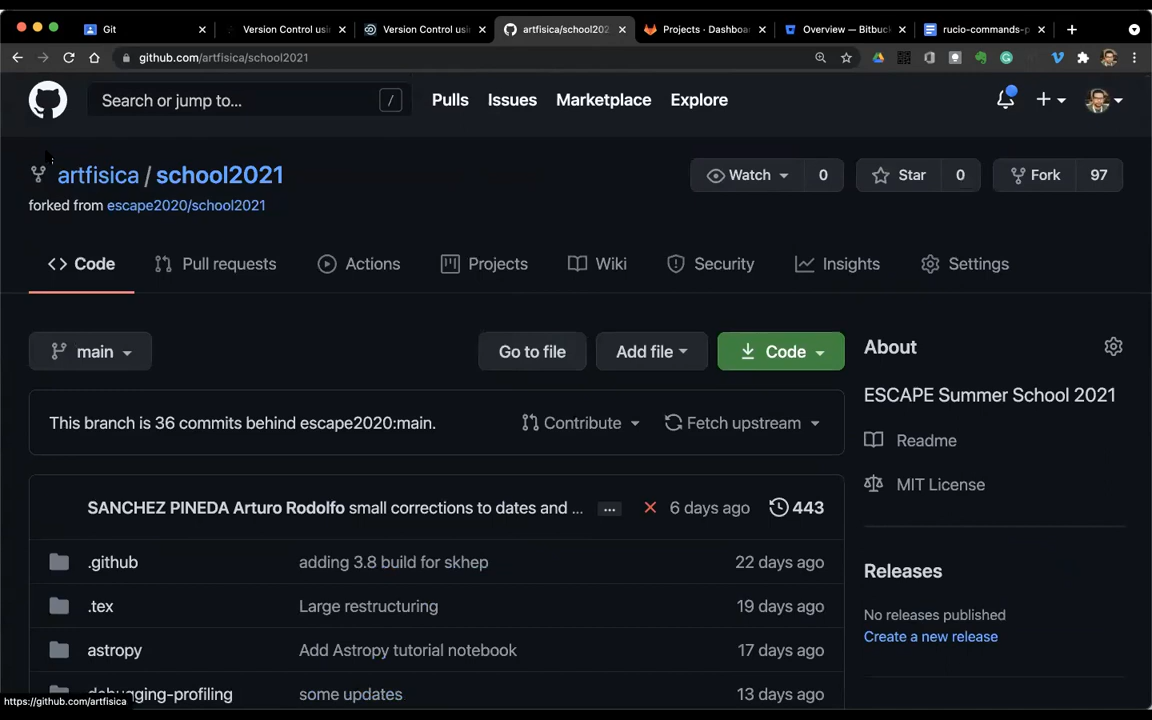 Git
Version Control usin
Version Control usin
artfisica/school202
Projects · Dashboa
Overview — Bitbuck
rucio-commands-p
github.com/artfisica/school2021
Search or jump to...
/
Pulls
Issues
Marketplace
Explore
artfisica / school2021
Watch
0
Star
0
Fork
97
forked from escape2020/school2021
Code
Pull requests
Actions
Projects
Wiki
Security
Insights
Settings
main
Go to file
Add file
Code
About
ESCAPE Summer School 2021
This branch is 36 commits behind escape2020:main.
Contribute
Fetch upstream
Readme
MIT License
SANCHEZ PINEDA Arturo Rodolfo small corrections to dates and ...
...
6 days ago
443
.github
adding 3.8 build for skhep
22 days ago
Releases
.tex
Large restructuring
19 days ago
No releases published
Create a new release
astropy
Add Astropy tutorial notebook
17 days ago
debugging-profiling
some updates
13 days ago
https://github.com/artfisica